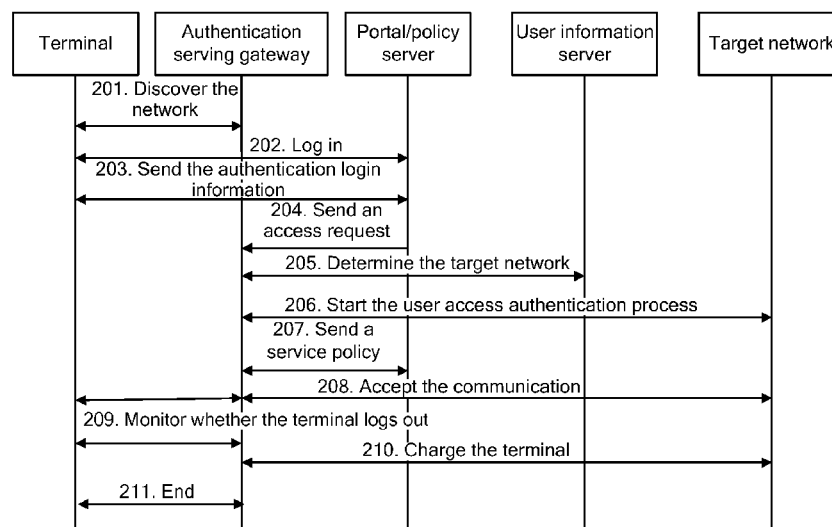 Terminal
Authentication
serving gateway
Portal/policy
server
User information
server
Target network
201. Discover the
network
202. Log in
203. Send the authentication login
information
204. Send an
access request
205. Determine the target network
206. Start the user access authentication process
207. Send a
service policy
208. Accept the communication
209. Monitor whether the terminal logs out
210. Charge the terminal
211. End